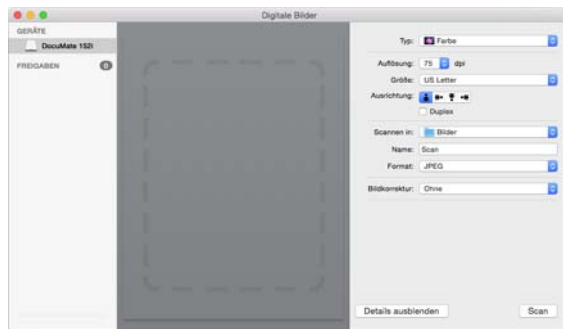 Digitale Bilder
GERÄTE
DocuMate 152i
FREIGABEN 0
Typ: Farbe
Auflösung: 75 dpi
Größe: US Letter
Ausrichtung:
Duplex
Scannen in: Bilder
Name: Scan
Format: JPEG
Bildkorrektur: Ohne
Details ausblenden Scan